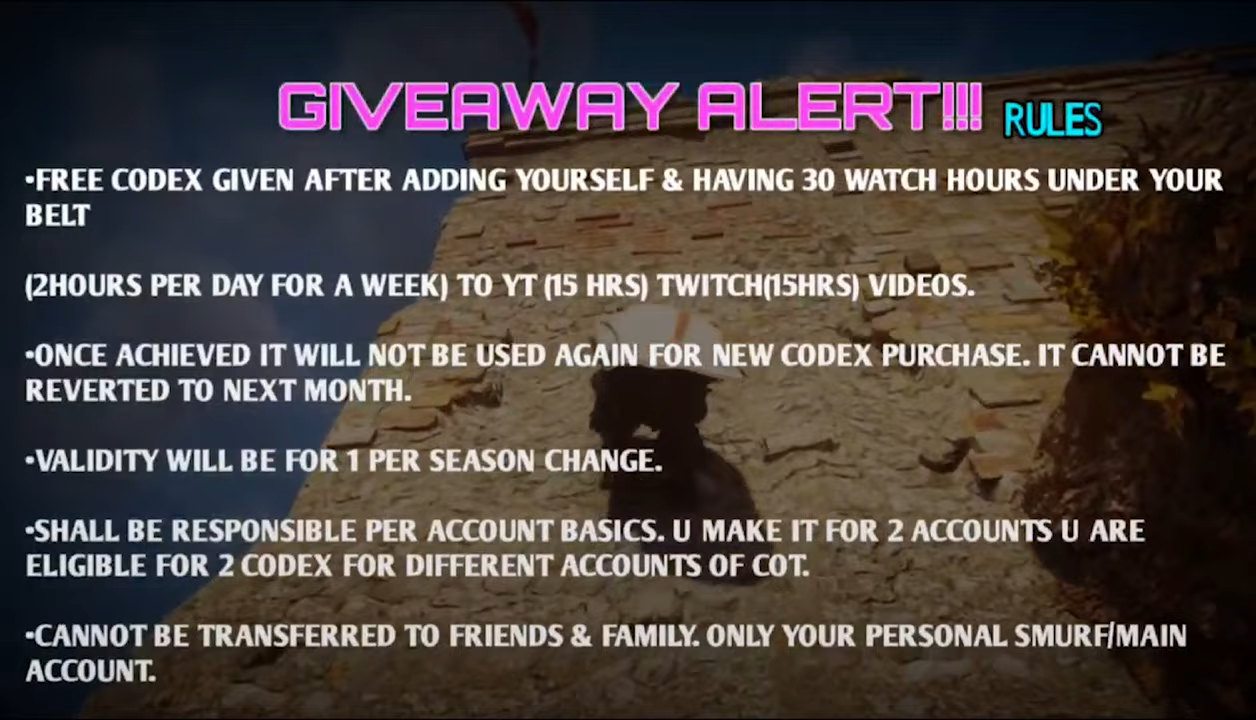 GIVEAWAY ALERT!!! RULES
•FREE CODEX GIVEN AFTER ADDING YOURSELF & HAVING 30 WATCH HOURS UNDER YOUR
BELT
(2HOURS PER DAY FOR A WEEK) TO YT (15 HRS) TWITCH(15HRS) VIDEOS.
•ONCE ACHIEVED IT WILL NOT BE USED AGAIN FOR NEW CODEX PURCHASE. IT CANNOT BE
REVERTED TO NEXT MONTH.
•VALIDITY WILL BE FOR 1 PER SEASON CHANGE.
•SHALL BE RESPONSIBLE PER ACCOUNT BASICS. U MAKE IT FOR 2 ACCOUNTS U ARE
ELIGIBLE FOR 2 CODEX FOR DIFFERENT ACCOUNTS OF COT.
•CANNOT BE TRANSFERRED TO FRIENDS & FAMILY. ONLY YOUR PERSONAL SMURF/MAIN
ACCOUNT.